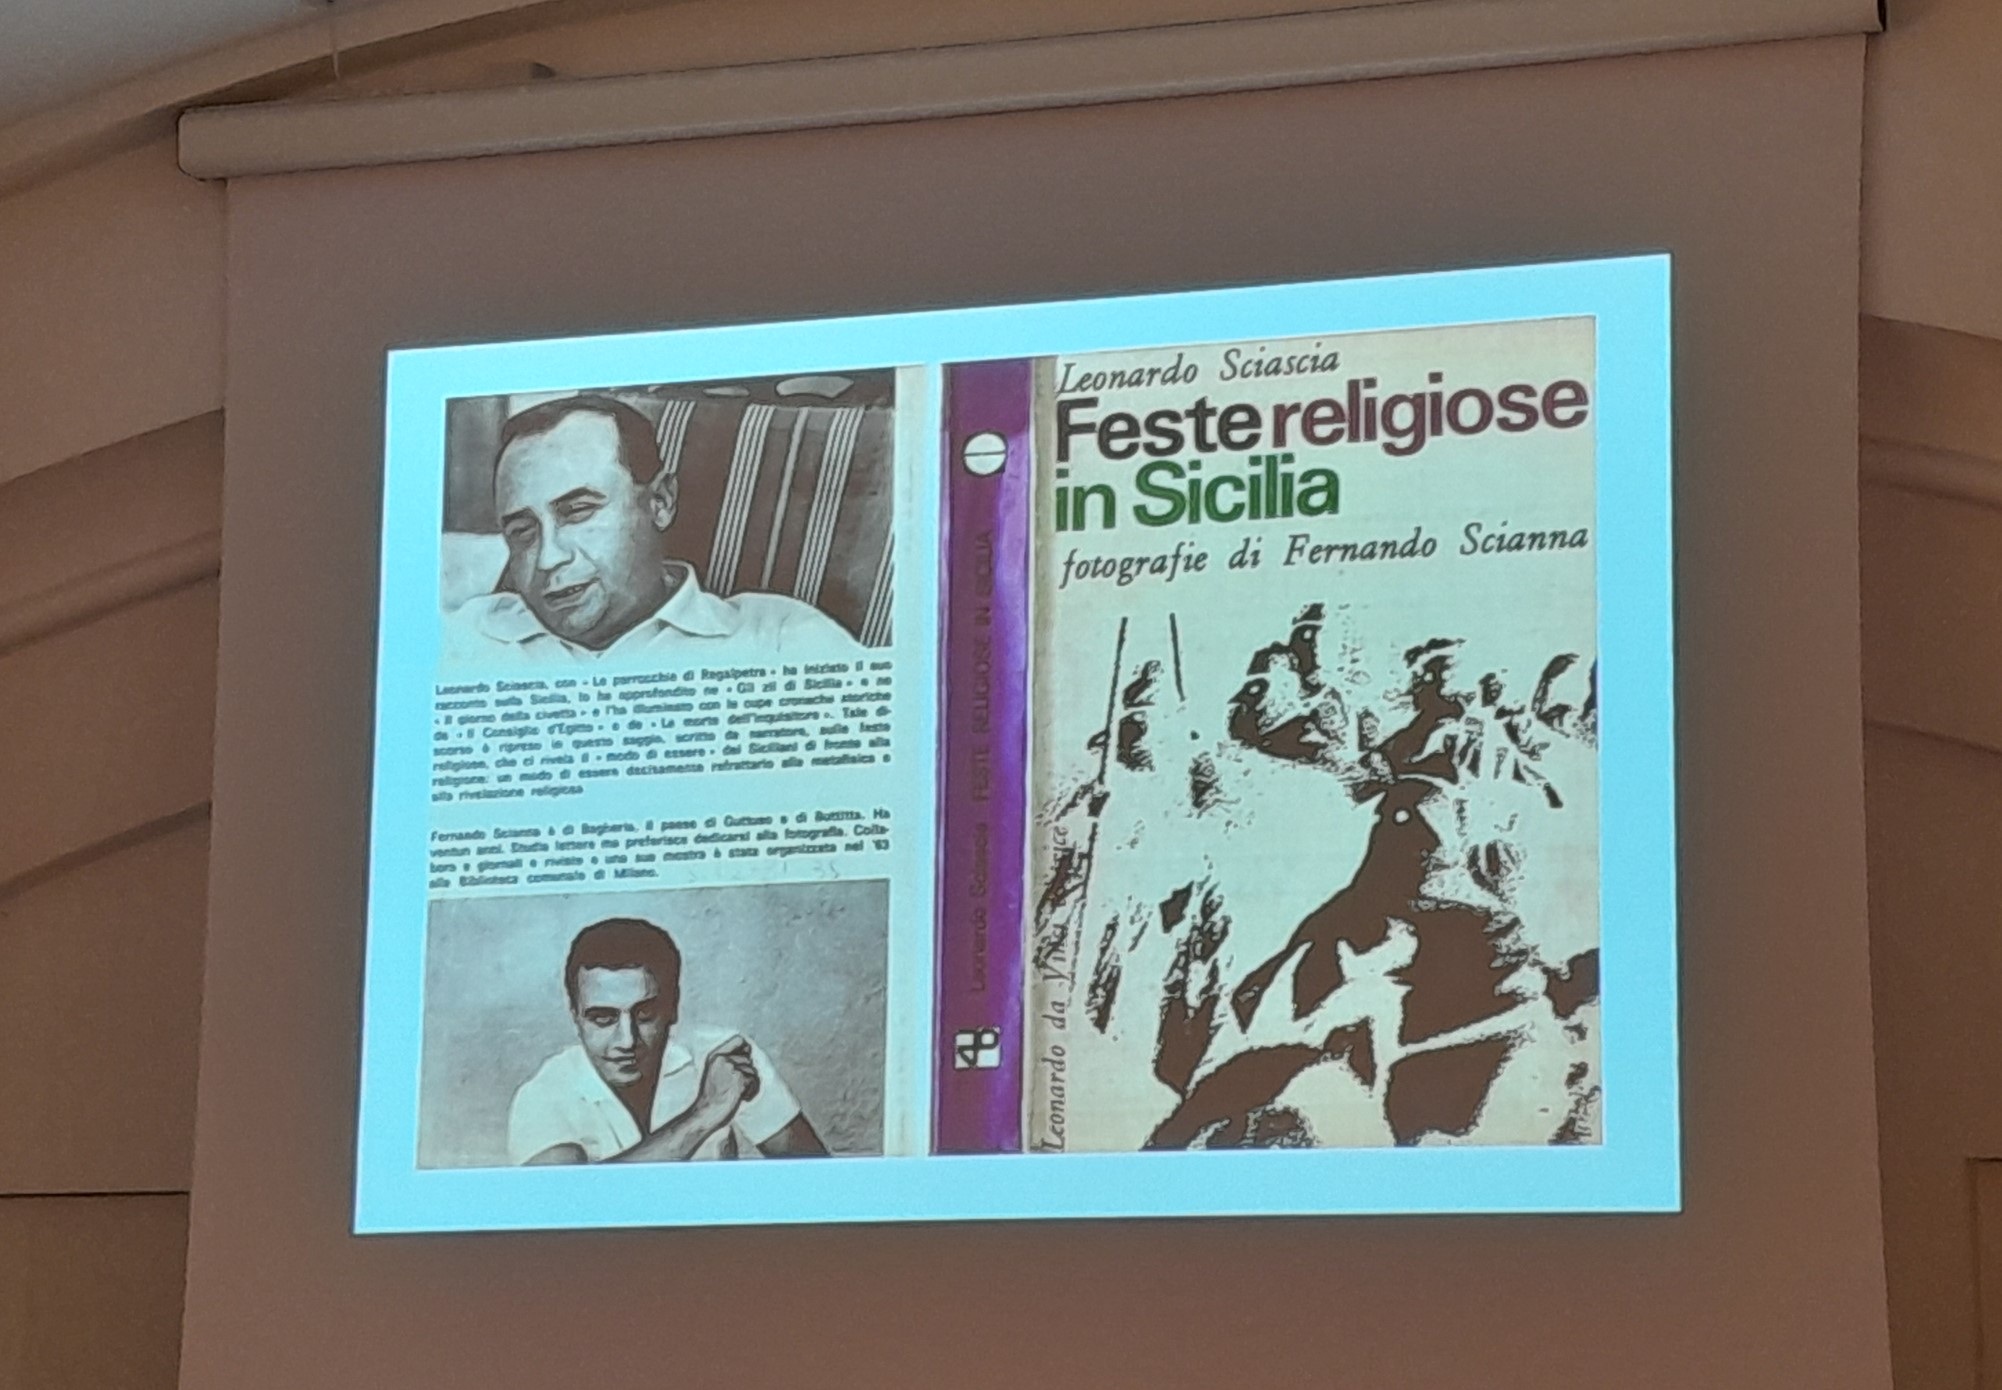 Leonardo Sciascia, con « Le parrocchie di Regalpetra » ha iniziato il suo
racconto sulla Sicilia, lo ha approfondito ne « Gli zii di Sicilia » e ne
« Il giorno della civetta » e l'ha illuminato con le cupe cronache storiche
de « Il Consiglio d'Egitto » e de « La morte dell'inquisitore ». Tale di-
scorso è ripreso in questo saggio, scritto da narratore, sulle feste
religiose, che ci rivela il « modo di essere » dei Siciliani di fronte alla
religione: un modo di essere decisamente refrattario alla metafisica e
alla rivelazione religiosa
Fernando Scianna è di Bagheria, il paese di Guttuso e di Buttitta. Ha
ventun anni. Studia lettere ma preferisce dedicarsi alla fotografia. Colla-
bora a giornali e riviste e una sua mostra è stata organizzata nel '63
alla Biblioteca comunale di Milano.
Leonardo Sciascia FESTE RELIGIOSE IN SICILIA
Leonardo Sciascia
Feste religiose
in Sicilia
fotografie di Fernando Scianna
Leonardo da Vinci editrice